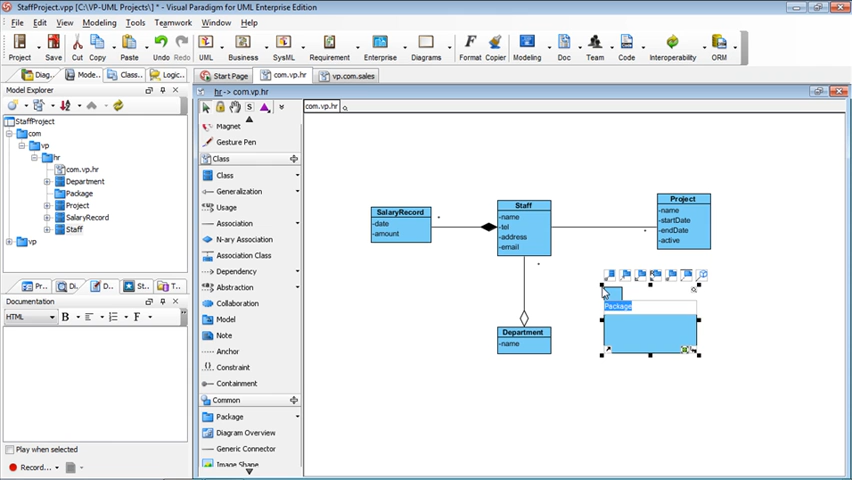 StaffProject.vpp [C:\VP-UML Projects\] * - Visual Paradigm for UML Enterprise Edition
File Edit View Modeling Tools Teamwork Window Help
Project Save Cut Copy Paste Undo Redo UML Business SysML Requirement Enterprise Diagrams Format Copier Modeling Doc Team Code Interoperability ORM
Diag... Mode... Class... Logic... Start Page com.vp.hr vp.com.sales
Model Explorer
hr -> com.vp.hr
com.vp.hr
StaffProject
com
vp
hr
com.vp.hr
Department
Package
Project
SalaryRecord
Staff
vp
Pr... Di... D... St... T...
Documentation
HTML
Play when selected
Record...
S
Magnet
Gesture Pen
Class
Class
Generalization
Usage
Association
N-ary Association
Association Class
Dependency
Abstraction
Collaboration
Model
Note
Anchor
Constraint
Containment
Common
Package
Diagram Overview
Generic Connector
Image Shape
SalaryRecord
-date
-amount
*
Staff
-name
-tel
-address
-email
*
*
Project
-name
-startDate
-endDate
-active
Department
-name
Package